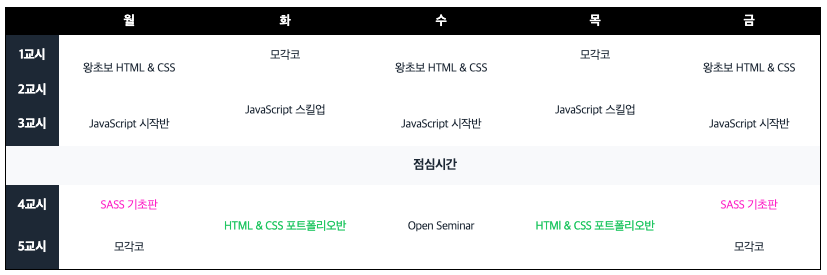 월 화 수 목 금
1교시 모각코 모각코
왕초보 HTML & CSS 왕초보 HTML & CSS 왕초보 HTML & CSS
2교시
JavaScript 스킬업 JavaScript 스킬업
3교시 JavaScript 시작반 JavaScript 시작반 JavaScript 시작반
점심시간
4교시 SASS 기초판 SASS 기초판
HTML & CSS 포트폴리오반 Open Seminar HTMl & CSS 포트폴리오반
5교시 모각코 모각코